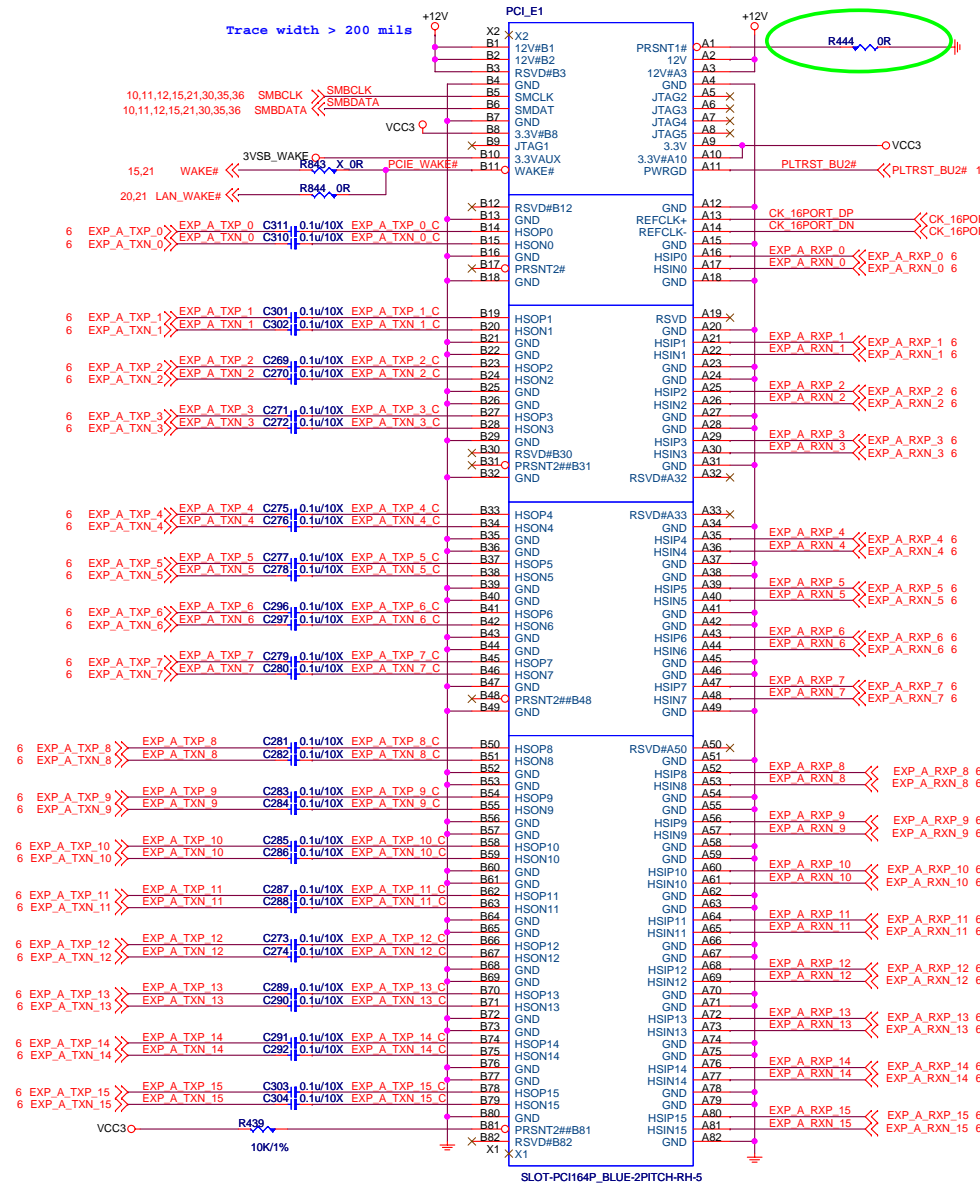 PCI_E1
+12V
+12V
Trace width > 200 mils
X2 X2
B1 12V#B1 PRSNT1# A1 R444 0R
B2 12V#B2 12V A2
B3 RSVD#B3 12V#A3 A3
B4 GND GND A4
10,11,12,15,21,30,35,36 SMBCLK SMBCLK B5 SMCLK JTAG2 A5
10,11,12,15,21,30,35,36 SMBDATA SMBDATA B6 SMDAT JTAG3 A6
B7 GND JTAG4 A7
VCC3 B8 3.3V#B8 JTAG5 A8
B9 JTAG1 3.3V A9 VCC3
3VSB_WAKE B10 3.3VAUX 3.3V#A10 A10
15,21 WAKE# R843 X_0R PCIE_WAKE# B11 WAKE# PWRGD A11 PLTRST_BU2# PLTRST_BU2# 1
20,21 LAN_WAKE# R844 0R
B12 RSVD#B12 GND A12
B13 GND REFCLK+ A13 CK_16PORT_DP CK_16POR
6 EXP_A_TXP_0 EXP_A_TXP_0 C311 0.1u/10X EXP_A_TXP_0_C B14 HSOP0 REFCLK- A14 CK_16PORT_DN CK_16POR
6 EXP_A_TXN_0 EXP_A_TXN_0 C310 0.1u/10X EXP_A_TXN_0_C B15 HSON0 GND A15
B16 GND HSIP0 A16 EXP_A_RXP_0 EXP_A_RXP_0 6
B17 PRSNT2# HSIN0 A17 EXP_A_RXN_0 EXP_A_RXN_0 6
B18 GND GND A18
6 EXP_A_TXP_1 EXP_A_TXP_1 C301 0.1u/10X EXP_A_TXP_1_C B19 HSOP1 RSVD A19
6 EXP_A_TXN_1 EXP_A_TXN_1 C302 0.1u/10X EXP_A_TXN_1_C B20 HSON1 GND A20
B21 GND HSIP1 A21 EXP_A_RXP_1 EXP_A_RXP_1 6
B22 GND HSIN1 A22 EXP_A_RXN_1 EXP_A_RXN_1 6
6 EXP_A_TXP_2 EXP_A_TXP_2 C269 0.1u/10X EXP_A_TXP_2_C B23 HSOP2 GND A23
6 EXP_A_TXN_2 EXP_A_TXN_2 C270 0.1u/10X EXP_A_TXN_2_C B24 HSON2 GND A24
B25 GND HSIP2 A25 EXP_A_RXP_2 EXP_A_RXP_2 6
B26 GND HSIN2 A26 EXP_A_RXN_2 EXP_A_RXN_2 6
6 EXP_A_TXP_3 EXP_A_TXP_3 C271 0.1u/10X EXP_A_TXP_3_C B27 HSOP3 GND A27
6 EXP_A_TXN_3 EXP_A_TXN_3 C272 0.1u/10X EXP_A_TXN_3_C B28 HSON3 GND A28
B29 GND HSIP3 A29 EXP_A_RXP_3 EXP_A_RXP_3 6
B30 RSVD#B30 HSIN3 A30 EXP_A_RXN_3 EXP_A_RXN_3 6
B31 PRSNT2##B31 GND A31
B32 GND RSVD#A32 A32
6 EXP_A_TXP_4 EXP_A_TXP_4 C275 0.1u/10X EXP_A_TXP_4_C B33 HSOP4 RSVD#A33 A33
6 EXP_A_TXN_4 EXP_A_TXN_4 C276 0.1u/10X EXP_A_TXN_4_C B34 HSON4 GND A34
B35 GND HSIP4 A35 EXP_A_RXP_4 EXP_A_RXP_4 6
B36 GND HSIN4 A36 EXP_A_RXN_4 EXP_A_RXN_4 6
6 EXP_A_TXP_5 EXP_A_TXP_5 C277 0.1u/10X EXP_A_TXP_5_C B37 HSOP5 GND A37
6 EXP_A_TXN_5 EXP_A_TXN_5 C278 0.1u/10X EXP_A_TXN_5_C B38 HSON5 GND A38
B39 GND HSIP5 A39 EXP_A_RXP_5 EXP_A_RXP_5 6
B40 GND HSIN5 A40 EXP_A_RXN_5 EXP_A_RXN_5 6
6 EXP_A_TXP_6 EXP_A_TXP_6 C296 0.1u/10X EXP_A_TXP_6_C B41 HSOP6 GND A41
6 EXP_A_TXN_6 EXP_A_TXN_6 C297 0.1u/10X EXP_A_TXN_6_C B42 HSON6 GND A42
B43 GND HSIP6 A43 EXP_A_RXP_6 EXP_A_RXP_6 6
B44 GND HSIN6 A44 EXP_A_RXN_6 EXP_A_RXN_6 6
6 EXP_A_TXP_7 EXP_A_TXP_7 C279 0.1u/10X EXP_A_TXP_7_C B45 HSOP7 GND A45
6 EXP_A_TXN_7 EXP_A_TXN_7 C280 0.1u/10X EXP_A_TXN_7_C B46 HSON7 GND A46
B47 GND HSIP7 A47 EXP_A_RXP_7 EXP_A_RXP_7 6
B48 PRSNT2##B48 HSIN7 A48 EXP_A_RXN_7 EXP_A_RXN_7 6
B49 GND GND A49
6 EXP_A_TXP_8 EXP_A_TXP_8 C281 0.1u/10X EXP_A_TXP_8_C B50 HSOP8 RSVD#A50 A50
6 EXP_A_TXN_8 EXP_A_TXN_8 C282 0.1u/10X EXP_A_TXN_8_C B51 HSON8 GND A51
B52 GND HSIP8 A52 EXP_A_RXP_8 EXP_A_RXP_8 6
B53 GND HSIN8 A53 EXP_A_RXN_8 EXP_A_RXN_8 6
6 EXP_A_TXP_9 EXP_A_TXP_9 C283 0.1u/10X EXP_A_TXP_9_C B54 HSOP9 GND A54
6 EXP_A_TXN_9 EXP_A_TXN_9 C284 0.1u/10X EXP_A_TXN_9_C B55 HSON9 GND A55
B56 GND HSIP9 A56 EXP_A_RXP_9 EXP_A_RXP_9 6
B57 GND HSIN9 A57 EXP_A_RXN_9 EXP_A_RXN_9 6
6 EXP_A_TXP_10 EXP_A_TXP_10 C285 0.1u/10X EXP_A_TXP_10_C B58 HSOP10 GND A58
6 EXP_A_TXN_10 EXP_A_TXN_10 C286 0.1u/10X EXP_A_TXN_10_C B59 HSON10 GND A59
B60 GND HSIP10 A60 EXP_A_RXP_10 EXP_A_RXP_10 6
B61 GND HSIN10 A61 EXP_A_RXN_10 EXP_A_RXN_10 6
6 EXP_A_TXP_11 EXP_A_TXP_11 C287 0.1u/10X EXP_A_TXP_11_C B62 HSOP11 GND A62
6 EXP_A_TXN_11 EXP_A_TXN_11 C288 0.1u/10X EXP_A_TXN_11_C B63 HSON11 GND A63
B64 GND HSIP11 A64 EXP_A_RXP_11 EXP_A_RXP_11 6
B65 GND HSIN11 A65 EXP_A_RXN_11 EXP_A_RXN_11 6
6 EXP_A_TXP_12 EXP_A_TXP_12 C273 0.1u/10X EXP_A_TXP_12_C B66 HSOP12 GND A66
6 EXP_A_TXN_12 EXP_A_TXN_12 C274 0.1u/10X EXP_A_TXN_12_C B67 HSON12 GND A67
B68 GND HSIP12 A68 EXP_A_RXP_12 EXP_A_RXP_12 6
B69 GND HSIN12 A69 EXP_A_RXN_12 EXP_A_RXN_12 6
6 EXP_A_TXP_13 EXP_A_TXP_13 C289 0.1u/10X EXP_A_TXP_13_C B70 HSOP13 GND A70
6 EXP_A_TXN_13 EXP_A_TXN_13 C290 0.1u/10X EXP_A_TXN_13_C B71 HSON13 GND A71
B72 GND HSIP13 A72 EXP_A_RXP_13 EXP_A_RXP_13 6
B73 GND HSIN13 A73 EXP_A_RXN_13 EXP_A_RXN_13 6
6 EXP_A_TXP_14 EXP_A_TXP_14 C291 0.1u/10X EXP_A_TXP_14_C B74 HSOP14 GND A74
6 EXP_A_TXN_14 EXP_A_TXN_14 C292 0.1u/10X EXP_A_TXN_14_C B75 HSON14 GND A75
B76 GND HSIP14 A76 EXP_A_RXP_14 EXP_A_RXP_14 6
B77 GND HSIN14 A77 EXP_A_RXN_14 EXP_A_RXN_14 6
6 EXP_A_TXP_15 EXP_A_TXP_15 C303 0.1u/10X EXP_A_TXP_15_C B78 HSOP15 GND A78
6 EXP_A_TXN_15 EXP_A_TXN_15 C304 0.1u/10X EXP_A_TXN_15_C B79 HSON15 GND A79
B80 GND HSIP15 A80 EXP_A_RXP_15 EXP_A_RXP_15 6
VCC3 R439 B81 PRSNT2##B81 HSIN15 A81 EXP_A_RXN_15 EXP_A_RXN_15 6
10K/1% B82 RSVD#B82 GND A82
X1 X1
SLOT-PCI164P_BLUE-2PITCH-RH-5